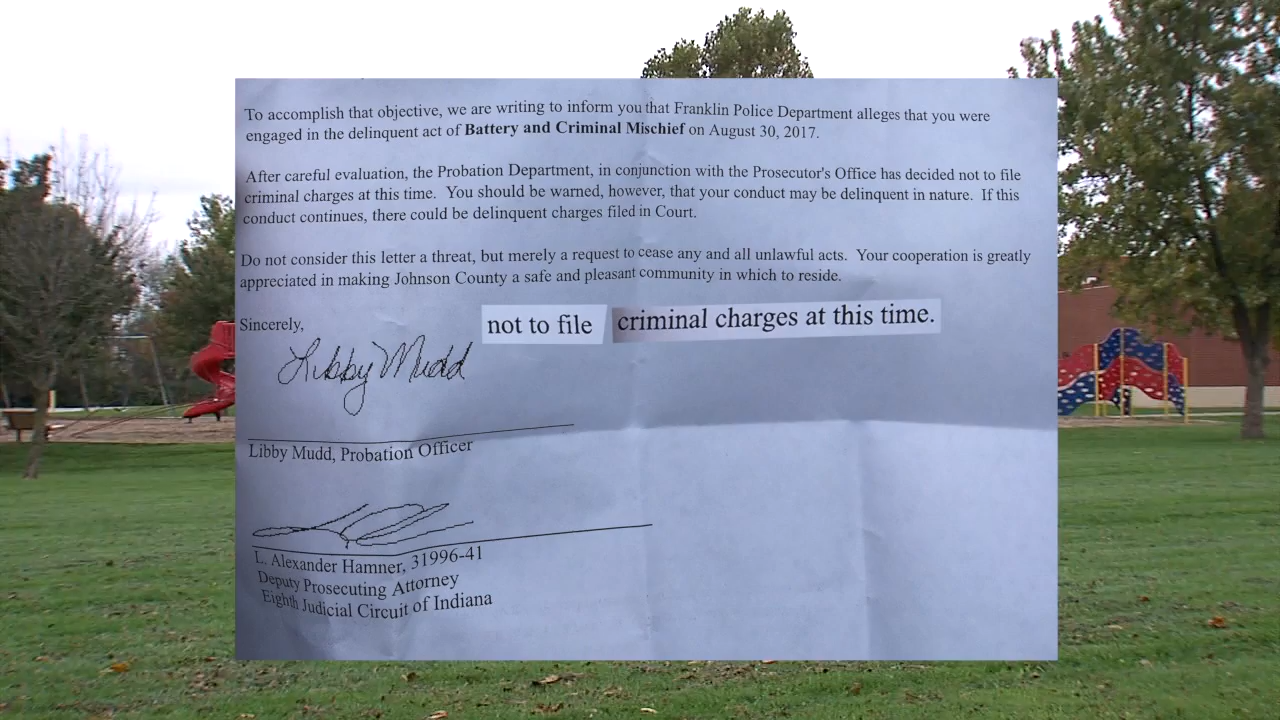 To accomplish that objective, we are writing to inform you that Franklin Police Department alleges that you were
engaged in the delinquent act of Battery and Criminal Mischief on August 30, 2017.
After careful evaluation, the Probation Department, in conjunction with the Prosecutor's Office has decided not to file
criminal charges at this time. You should be warned, however, that your conduct may be delinquent in nature. If this
conduct continues, there could be delinquent charges filed in Court.
Do not consider this letter a threat, but merely a request to cease any and all unlawful acts. Your cooperation is greatly
appreciated in making Johnson County a safe and pleasant community in which to reside.
Sincerely,
not to file criminal charges at this time.
Libby Mudd
Libby Mudd, Probation Officer
L. Alexander Hamner, 31996-41
Deputy Prosecuting Attorney
Eighth Judicial Circuit of Indiana